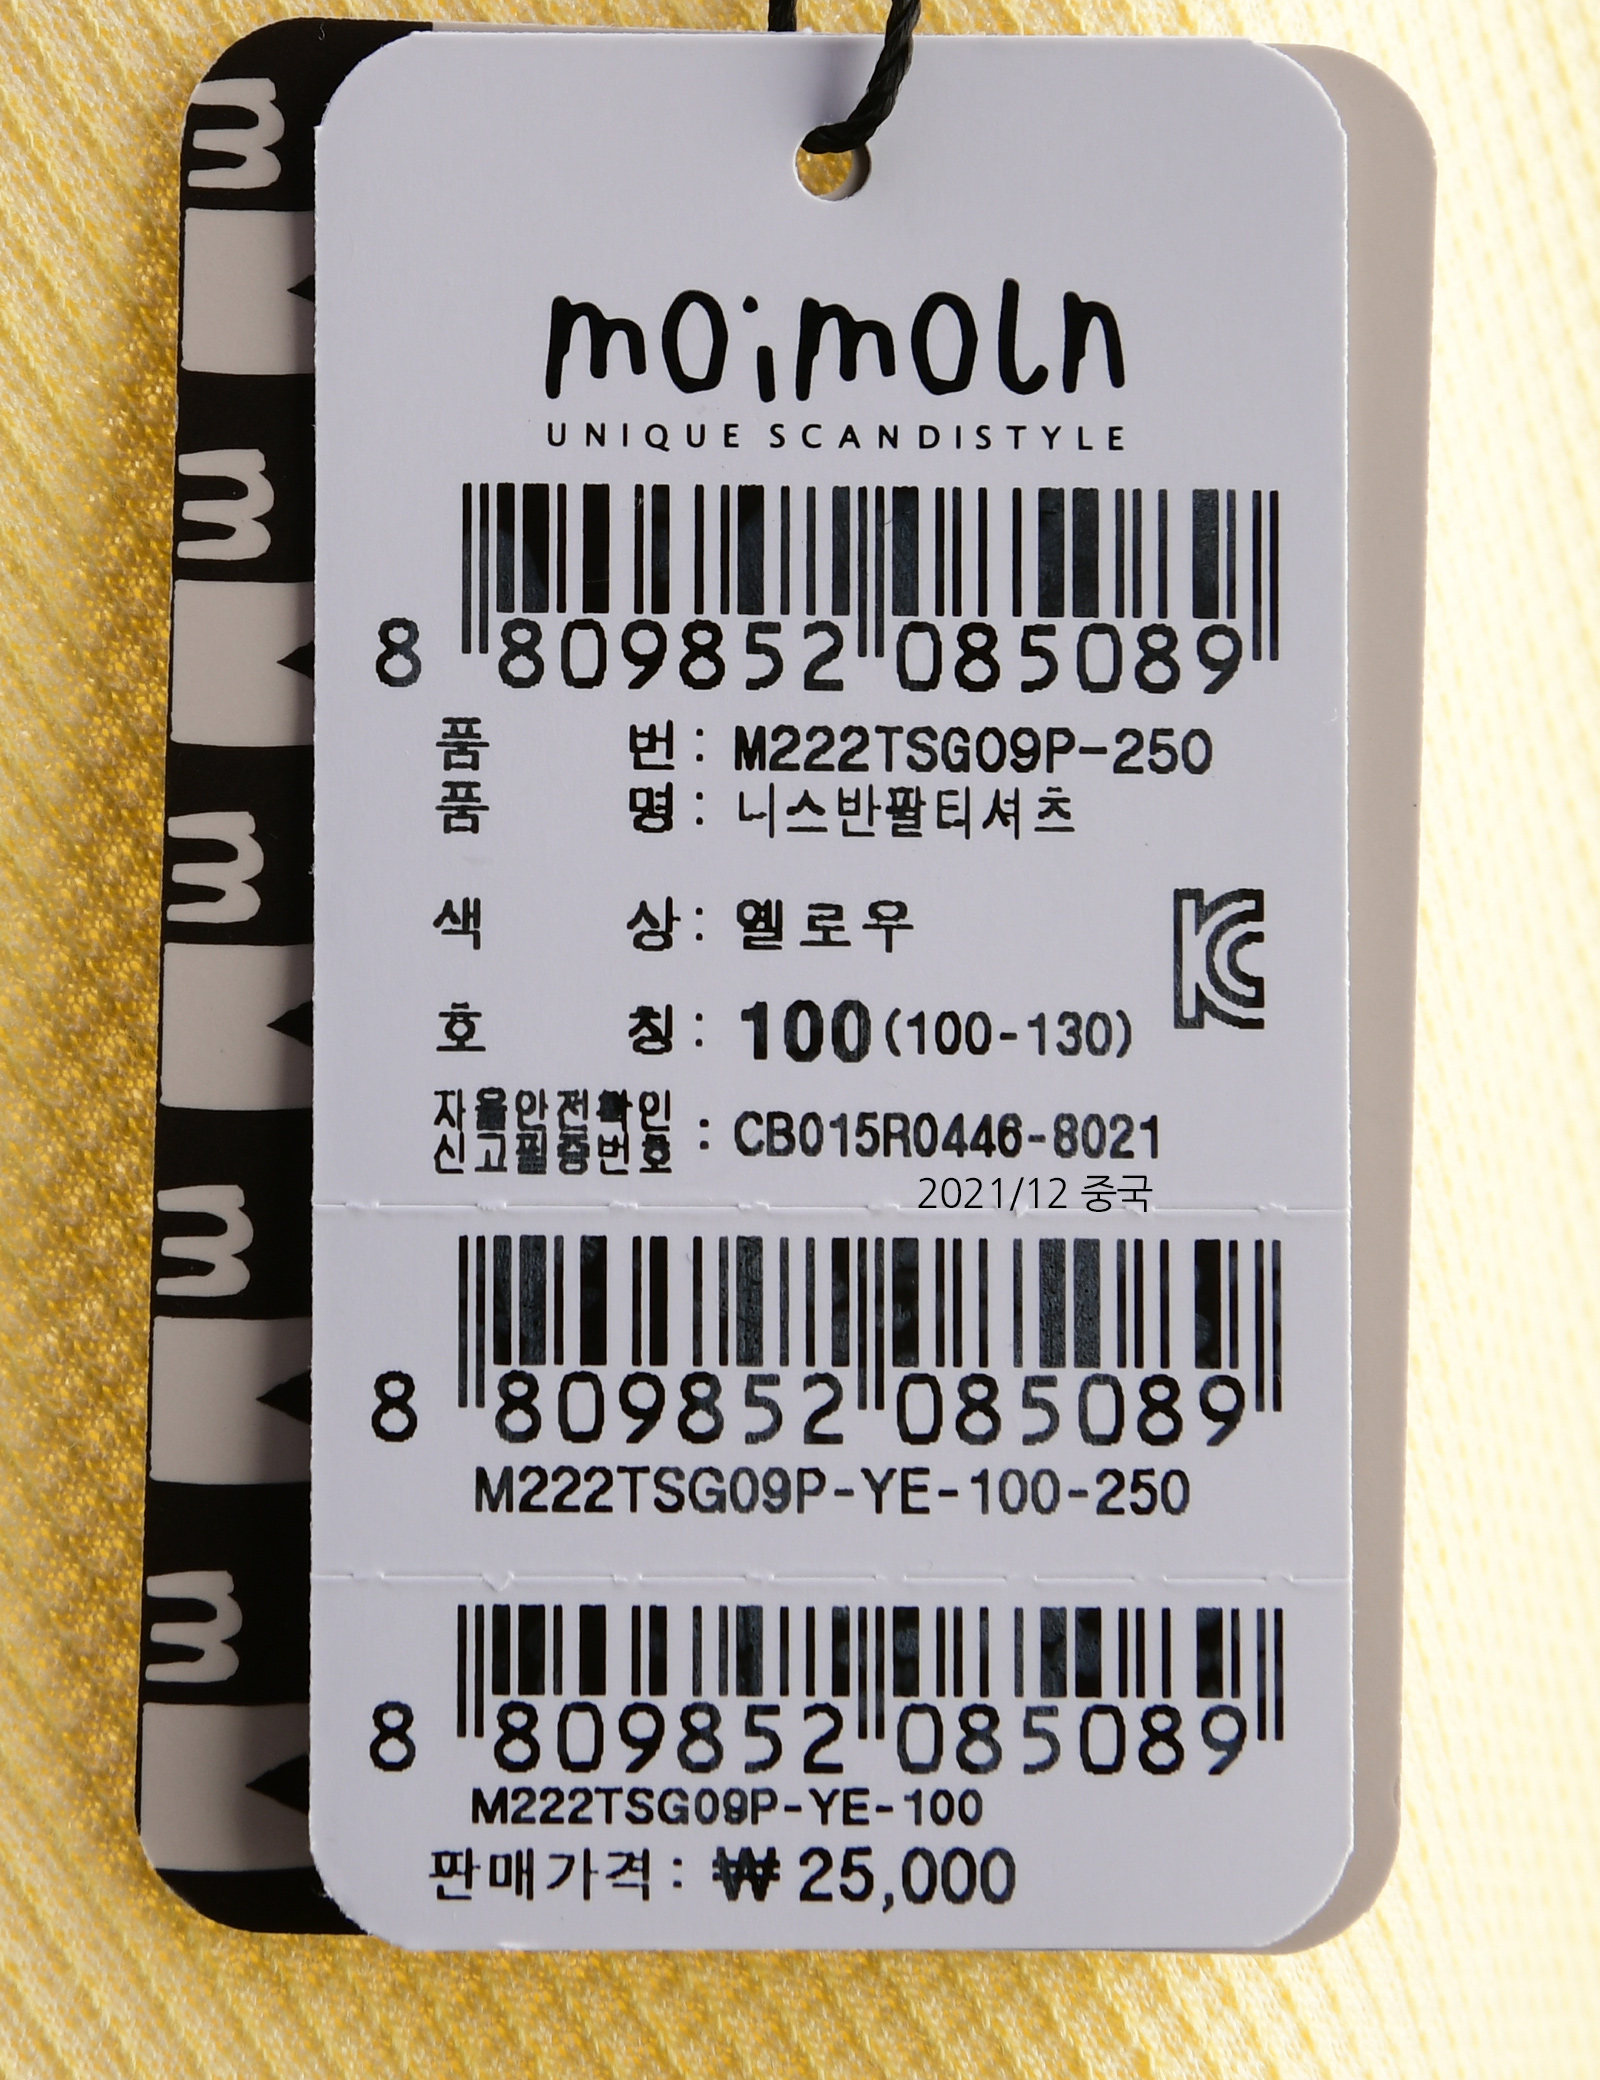 moimoln
UNIQUE SCANDISTYLE
8 809852 085089
품 번 : M222TSG09P-250
품 명 : 니스반팔티셔츠
색 상 : 옐로우
호 칭 : 100(100-130)
자율안전확인
신고필증번호 : CB015R0446-8021
2021/12 중국
8 809852 085089
M222TSG09P-YE-100-250
8 809852 085089
M222TSG09P-YE-100
판매가격 : ₩ 25,000
m
m
m
m
m